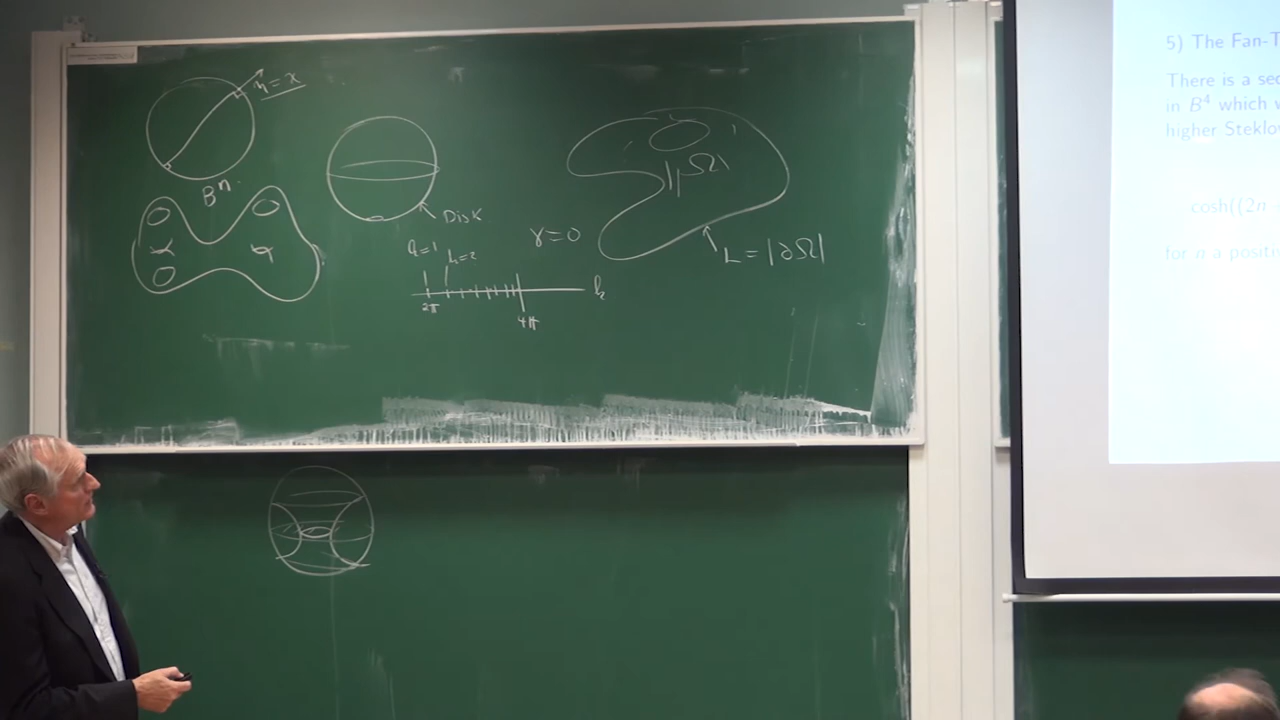 η = x
B^n
Disk
k=1
k=2
2π
4π
k
γ=0
|Ω|
L = |∂Ω|
5) The Fan-T
There is a sec
in B^4 which w
higher Steklov
cosh((2n
for n a positiv